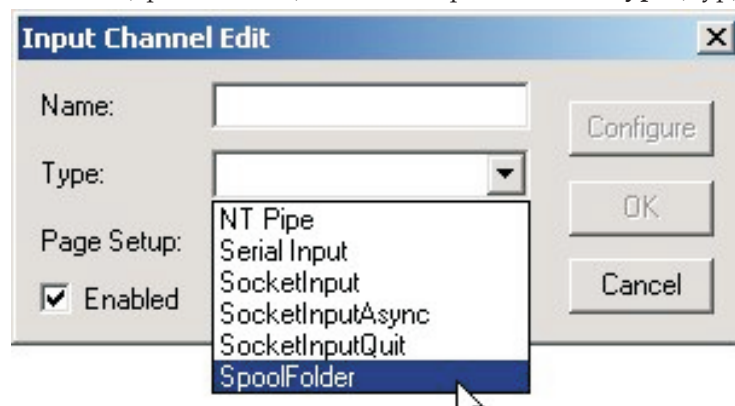 Input Channel Edit
Name:
Configure
Type:
NT Pipe
OK
Page Setup:
Serial Input
SocketInput
Enabled
Cancel
SocketInputAsync
SocketInputQuit
SpoolFolder